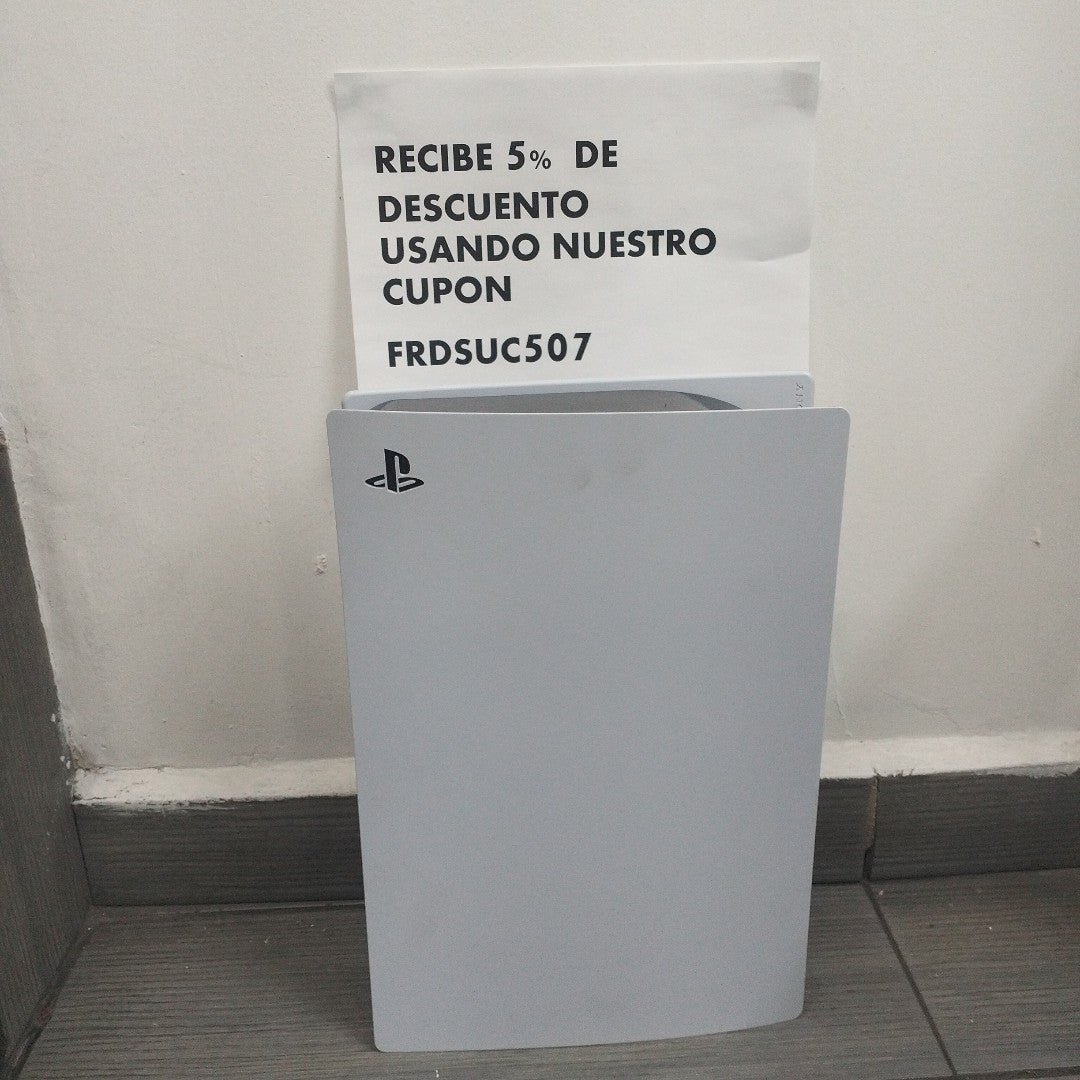 RECIBE 5% DE
DESCUENTO
USANDO NUESTRO
CUPON
FRDSUC507